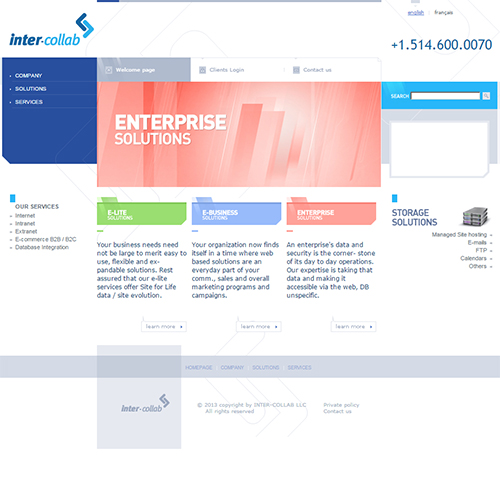 english | français
inter-collab
+1.514.600.0070
COMPANY
SOLUTIONS
SERVICES
Welcome page
Clients Login
Contact us
SEARCH
ENTERPRISE
SOLUTIONS
OUR SERVICES
Internet
Intranet
Extranet
E-commerce B2B / B2C
Database Integration
E-LITE
SOLUTIONS
Your business needs need
not be large to merit easy to
use, flexible and ex-
pandable solutions. Rest
assured that our e-lite
services offer Site for Life
data / site evolution.
learn more
E-BUSINESS
SOLUTIONS
Your organization now finds
itself in a time where web
based solutions are an
everyday part of your
comm., sales and overall
marketing programs and
campaigns.
learn more
ENTERPRISE
SOLUTIONS
An enterprise's data and
security is the corner- stone
of its day to day operations.
Our expertise is taking that
data and making it
accessible via the web, DB
unspecific.
learn more
STORAGE
SOLUTIONS
Managed Site hosting
E-mails
FTP
Calendars
Others
HOMEPAGE COMPANY SOLUTIONS SERVICES
inter-collab
© 2013 copyright by INTER-COLLAB LLC
All rights reserved
Private policy
Contact us